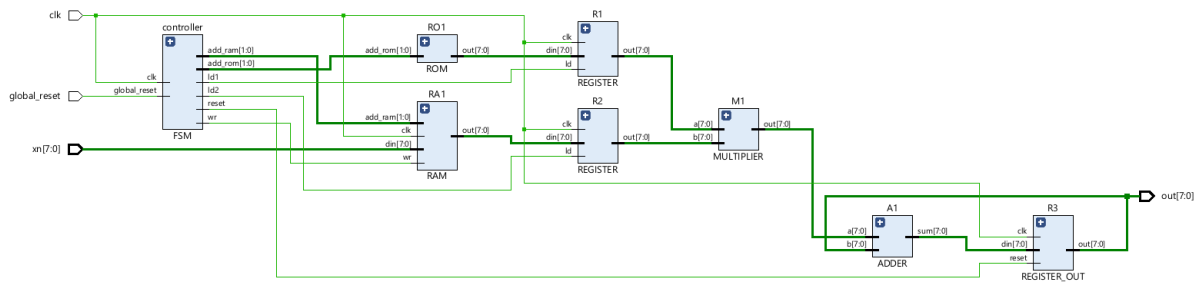 clk
global_reset
xn[7:0]
controller
clk
global_reset
add_ram[1:0]
add_rom[1:0]
ld1
ld2
reset
wr
FSM
RO1
add_rom[1:0]
out[7:0]
ROM
RA1
add_ram[1:0]
clk
din[7:0]
wr
out[7:0]
RAM
R1
clk
din[7:0]
ld
out[7:0]
REGISTER
R2
clk
din[7:0]
ld
out[7:0]
REGISTER
M1
a[7:0]
b[7:0]
out[7:0]
MULTIPLIER
A1
a[7:0]
b[7:0]
sum[7:0]
ADDER
R3
clk
din[7:0]
reset
out[7:0]
REGISTER_OUT
out[7:0]